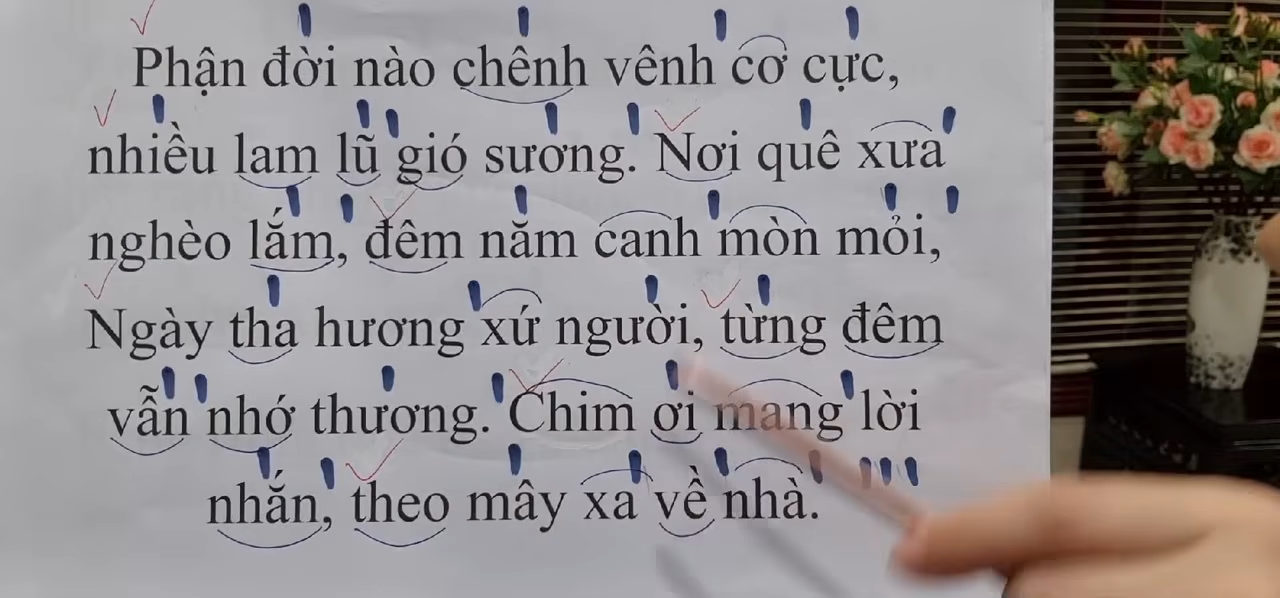 Phận đời nào chênh vênh cơ cực,
nhiều lam lũ gió sương. Nơi quê xưa
nghèo lắm, đêm năm canh mòn mỏi,
Ngày tha hương xứ người, từng đêm
vẫn nhớ thương. Chim ơi mang lời
nhắn, theo mây xa về nhà.